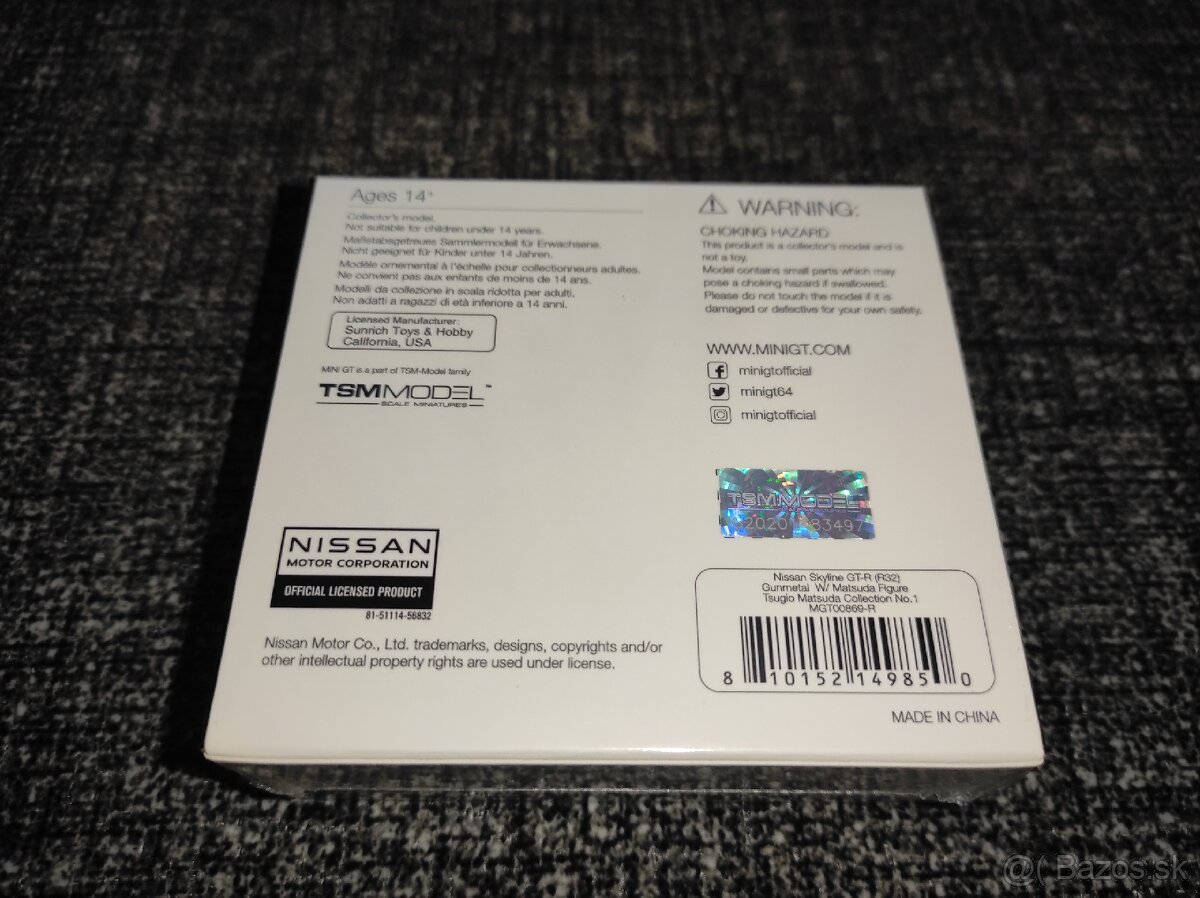 Ages 14+
Collector's model.
Not suitable for children under 14 years.
Maßstabsgetreues Sammlermodel für Erwachsene.
Nicht geeignet für Kinder unter 14 Jahren.
Modèle ornemental à l'échelle pour collectionneurs adultes.
Ne convient pas aux enfants de moins de 14 ans.
Modelli da collezione in scala ridotta per adulti.
Non adatti a ragazzi di età inferiore a 14 anni.
Licensed Manufacturer:
Sunrich Toys & Hobby
California, USA
MINI GT is a part of TSM-Model family
TSMMODEL™
SCALE MINIATURES
NISSAN
MOTOR CORPORATION
OFFICIAL LICENSED PRODUCT
81-51114-56832
Nissan Motor Co., Ltd. trademarks, designs, copyrights and/or
other intellectual property rights are used under license.
WARNING:
CHOKING HAZARD
This product is a collector's model and is
not a toy.
Model contains small parts which may
pose a choking hazard if swallowed.
Please do not touch the model if it is
damaged or defective for your own safety.
WWW.MINIGT.COM
minigtofficial
minigt64
minigtofficial
TSMMODEL
Nissan Skyline GT-R (R32)
Gunmetal W/ Matsuda Figure
Tsugio Matsuda Collection No.1
MGT00869-R
8 10152 14985 0
MADE IN CHINA
@( Bazos.sk